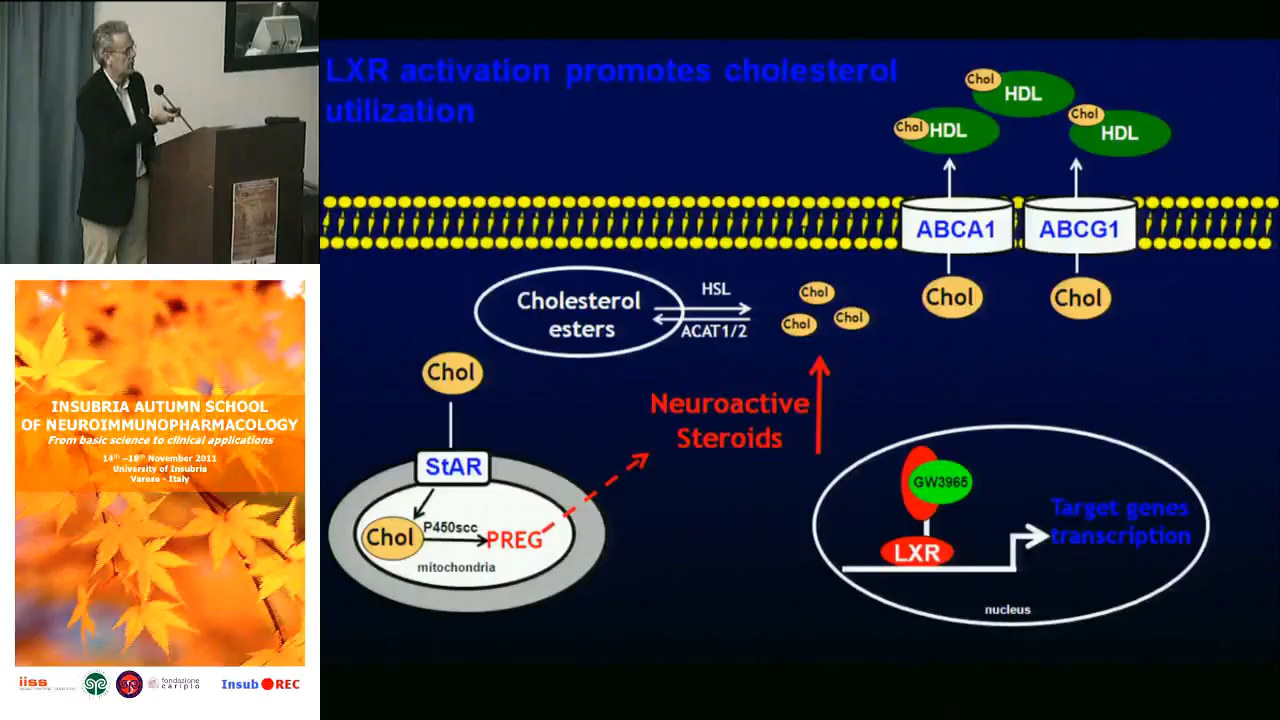 LXR activation promotes cholesterol
utilization
Chol
HDL
Chol
HDL
Chol
HDL
ABCA1
ABCG1
Chol
Chol
Cholesterol
esters
HSL
ACAT1/2
Chol
Chol
Chol
Chol
Neuroactive
Steroids
StAR
Chol
P450scc
PREG
mitochondria
GW3965
LXR
Target genes
transcription
nucleus
INSUBRIA AUTUMN SCHOOL
OF NEUROIMMUNOPHARMACOLOGY
From basic science to clinical applications
14th –18th November 2011
University of Insubria
Varese - Italy
iiss
fondazione
cariplo
Insub REC